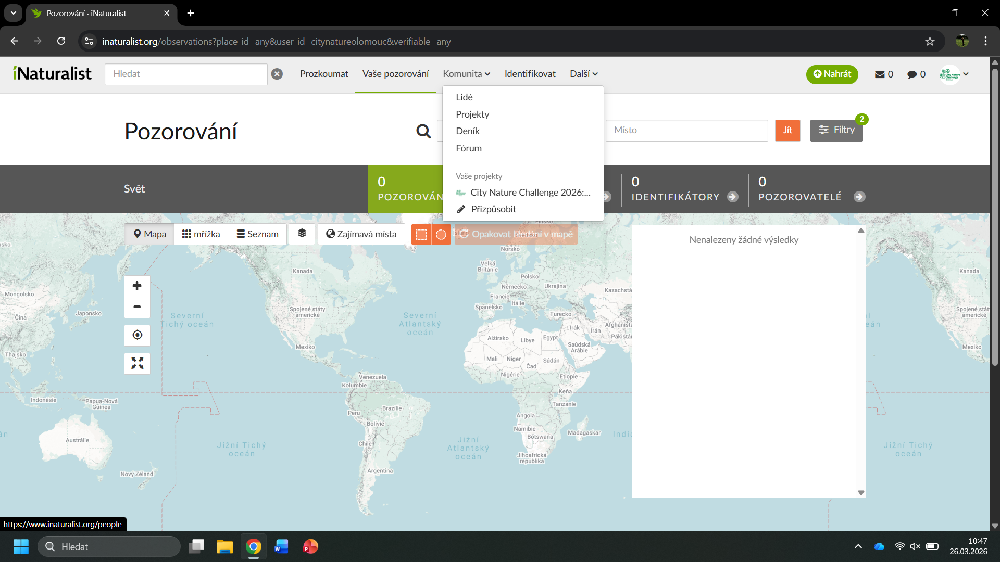 Pozorování · iNaturalist
inaturalist.org/observations?place_id=any&user_id=citynatureolomouc&verifiable=any
iNaturalist
Hledat
Prozkoumat
Vaše pozorování
Komunita
Identifikovat
Další
Nahrát
0
0
Lidé
Projekty
Deník
Fórum
Vaše projekty
City Nature Challenge 2026:...
Přizpůsobit
Pozorování
Místo
Jít
Filtry
2
Svět
0
POZOROVÁN
0
IDENTIFIKÁTORY
0
POZOROVATELÉ
Mapa
mřížka
Seznam
Zajímavá místa
Opakovat hledání v mapě
Nenalezeny žádné výsledky
Island
Finsko
Norsko
usko
Kanada
Velká
Británie
Polsko
Německo
Ukrajina
Kazachstá
Kanada
Mongolsko
Francie
Itálie
Španělsko
Turecko
Čína
Japonsko
Spojené státy
americké
Severní
Tichý oceán
Severní
Atlantský
oceán
Afghánistá
Irák
Írán
Pákistá
Spojené státy
americké
Alžírsko
Libye
Egypt
Saúdská
Arábie
Mexiko
Mexiko
Thajsko
Mali
Niger
Súdán
Čad
Nigérie
Etiopie
Venezuela
Kolumbie
Keňa
Indonésie
Papua-Nová
Guinea
Brazílie
Tanzanie
Peru
Angola
Bolívie
Namibie
Botswana
Madagaskar
Indi
Austrálie
Chile
Jižní Tichý
oceán
Jižní
Atlantský
oceán
Jihoafrická
republika
Jižní Tichý
oceán
Nový Zéland
Argentina
https://www.inaturalist.org/people
Hledat
10:47
26.03.2026